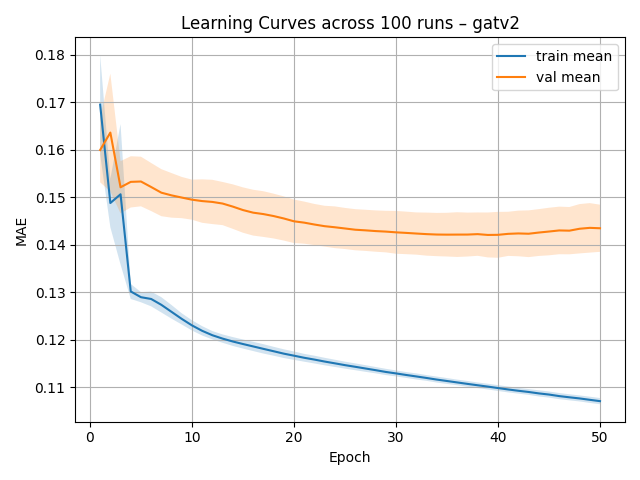 Learning Curves across 100 runs – gatv2
train mean
val mean
0.18
0.17
0.16
0.15
0.14
0.13
0.12
0.11
MAE
0 10 20 30 40 50
Epoch